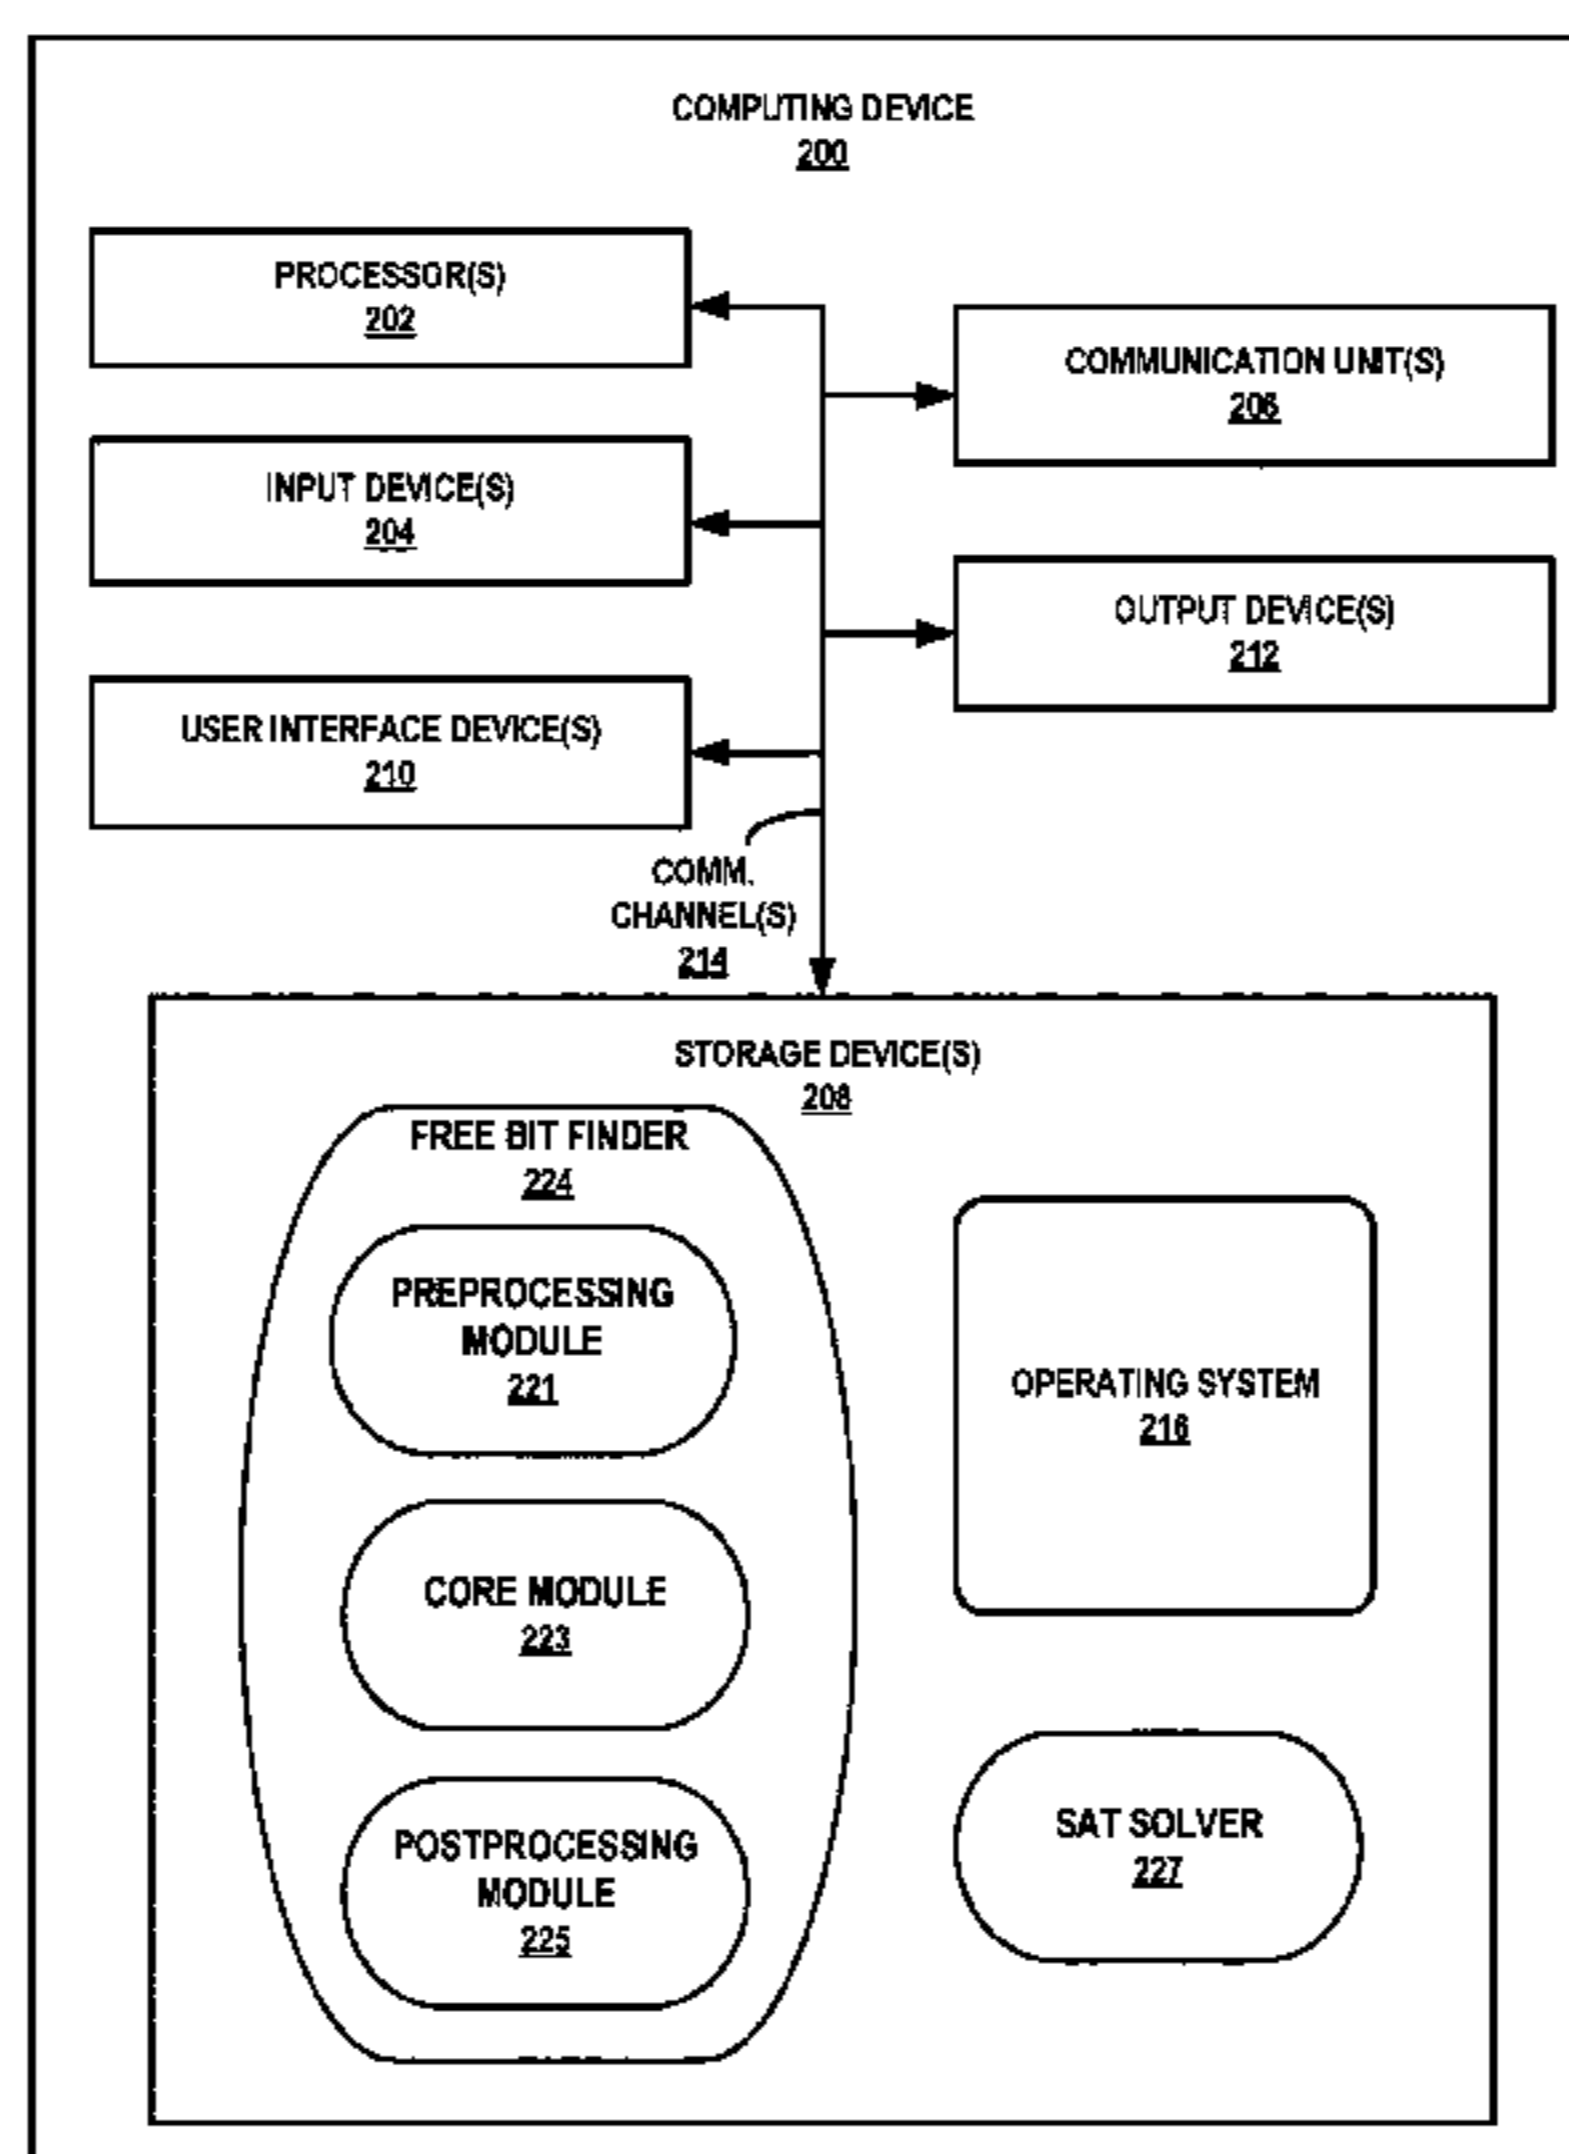 COMPUTING DEVICE
200
PROCESSOR(S)
202
COMMUNICATION UNIT(S)
206
INPUT DEVICE(S)
204
OUTPUT DEVICE(S)
212
USER INTERFACE DEVICE(S)
210
COMM.
CHANNEL(S)
214
STORAGE DEVICE(S)
208
FREE BIT FINDER
224
PREPROCESSING
MODULE
221
OPERATING SYSTEM
216
CORE MODULE
223
POSTPROCESSING
MODULE
225
SAT SOLVER
227